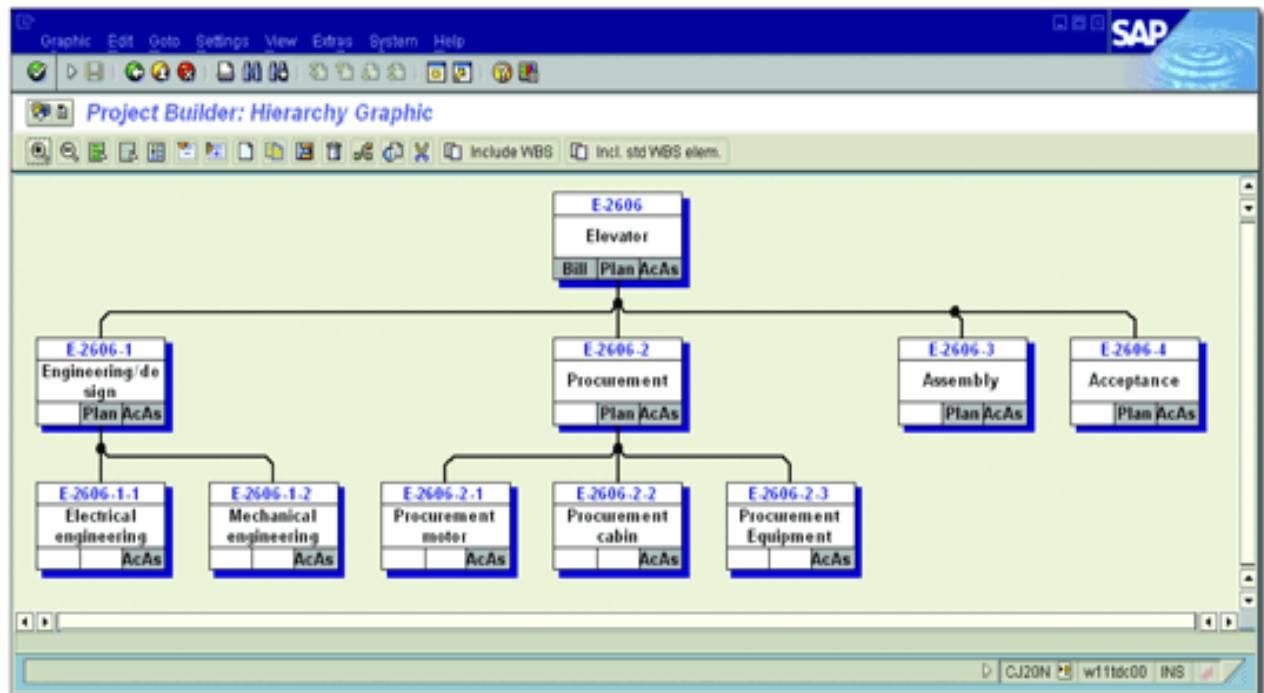 Graphic Edit Goto Settings View Extras System Help
SAP
Project Builder: Hierarchy Graphic
Include WBS Incl. std WBS elem.
E-2606
Elevator
Bill Plan AcAs
E-2606-1 E-2606-2 E-2606-3 E-2606-4
Engineering/de
sign
Procurement Assembly Acceptance
Plan AcAs Plan AcAs Plan AcAs Plan AcAs
E-2606-1-1 E-2606-1-2 E-2606-2-1 E-2606-2-2 E-2606-2-3
Electrical Mechanical Procurement Procurement Procurement
engineering engineering motor cabin Equipment
AcAs AcAs AcAs AcAs AcAs
CJ20N w11tdc00 INS